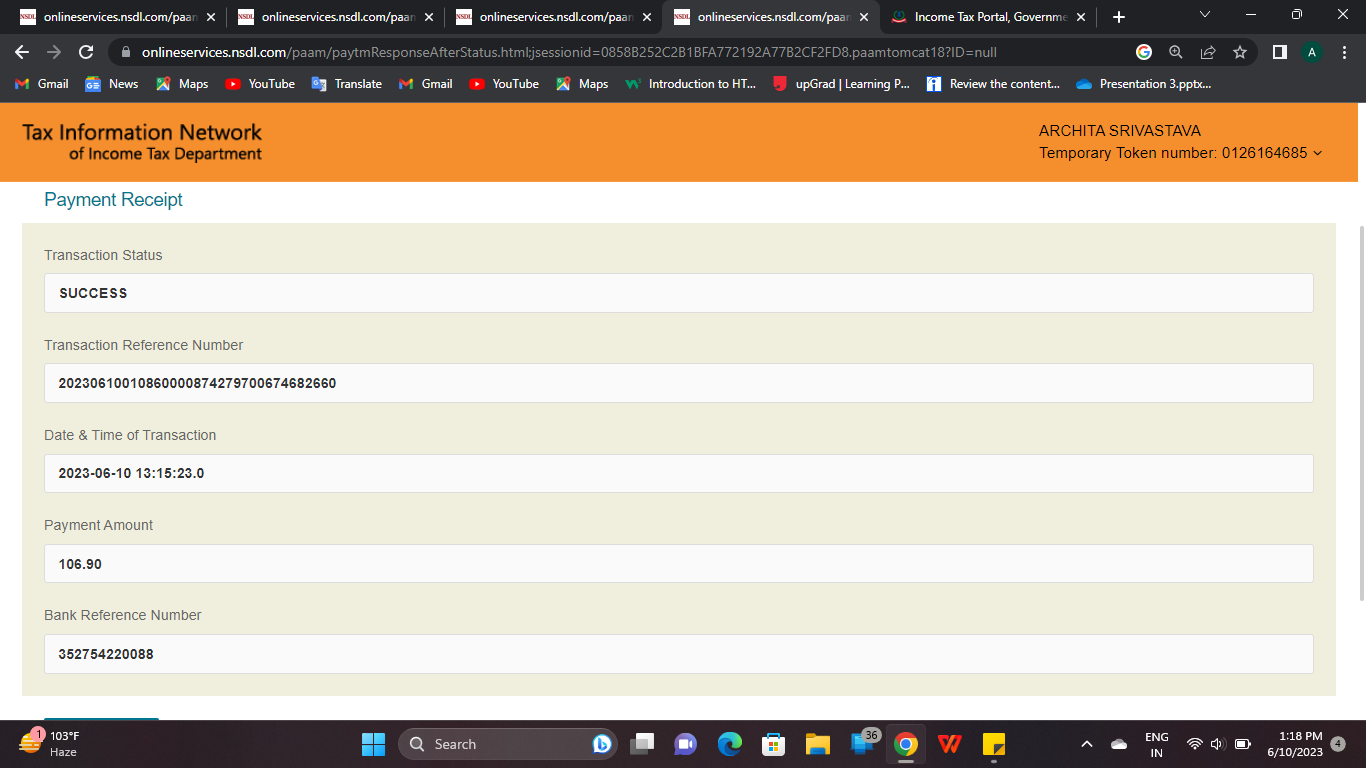 onlineservices.nsdl.com/paam
onlineservices.nsdl.com/paam
onlineservices.nsdl.com/paam
onlineservices.nsdl.com/paam
Income Tax Portal, Governme
onlineservices.nsdl.com/paam/paytmResponseAfterStatus.html;jsessionid=0858B252C2B1BFA772192A77B2CF2FD8.paamtomcat18?ID=null
A
Gmail
News
Maps
YouTube
Translate
Gmail
YouTube
Maps
Introduction to HT...
upGrad | Learning P...
Review the content...
Presentation 3.pptx...
Tax Information Network
of Income Tax Department
ARCHITA SRIVASTAVA
Temporary Token number: 0126164685
Payment Receipt
Transaction Status
SUCCESS
Transaction Reference Number
20230610010860000874279700674682660
Date & Time of Transaction
2023-06-10 13:15:23.0
Payment Amount
106.90
Bank Reference Number
352754220088
1
103°F
Haze
Search
36
ENG
IN
1:18 PM
6/10/2023
4